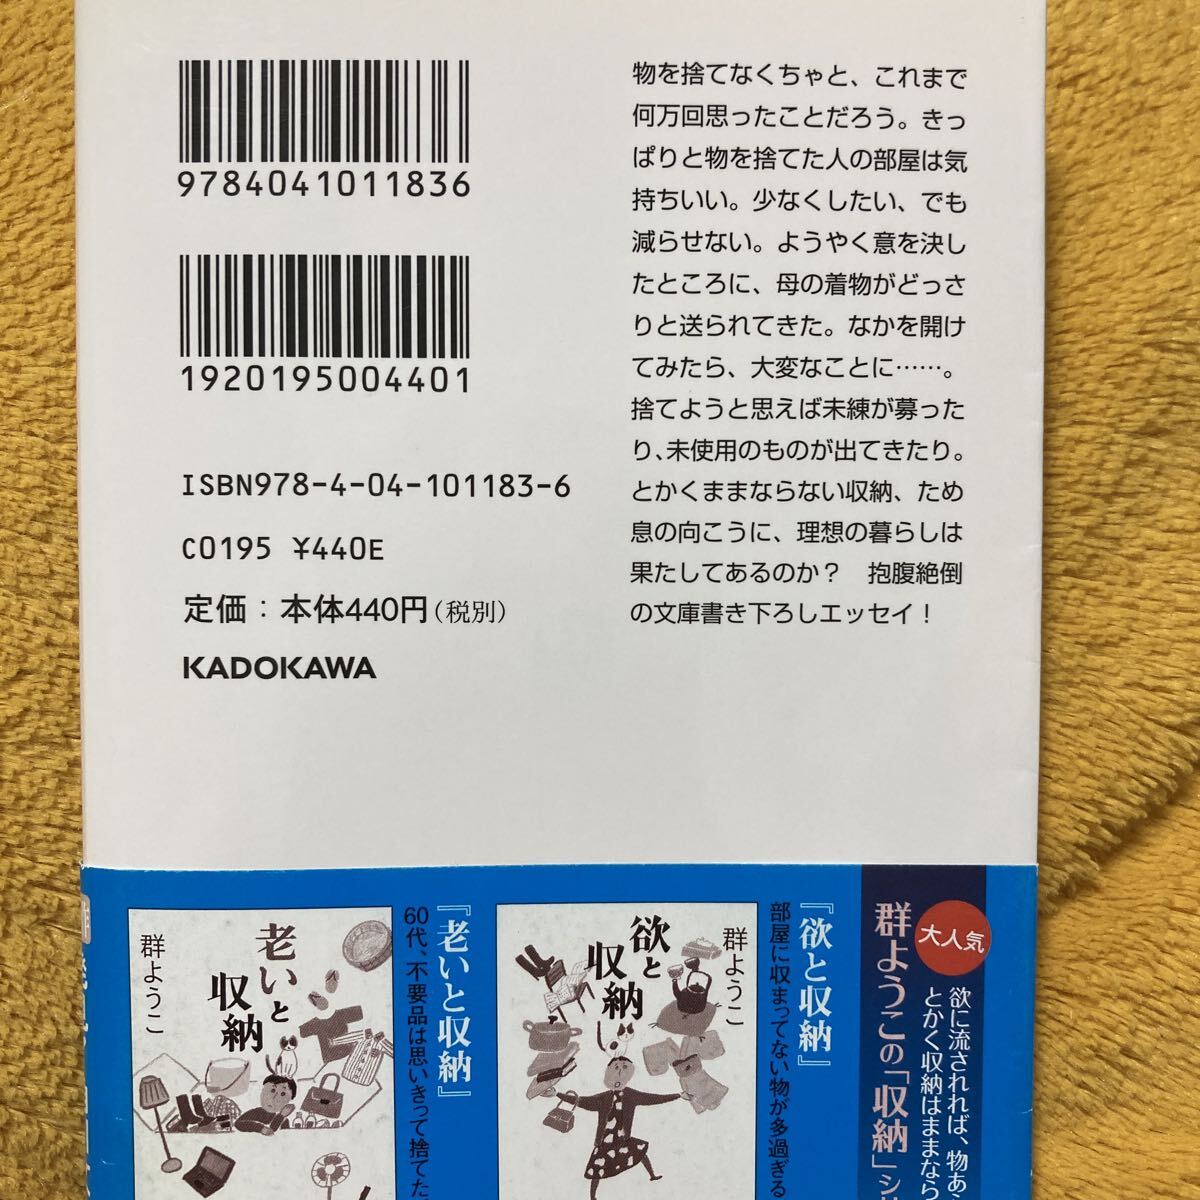 9784041011836
1920195004401
ISBN978-4-04-101183-6
C0195 ¥440E
定価：本体440円（税別）
KADOKAWA
物を捨てなくちゃと、これまで
何万回思ったことだろう。きっ
ぱりと物を捨てた人の部屋は気
持ちいい。少なくしたい、でも
減らせない。ようやく意を決し
たところに、母の着物がどっさ
りと送られてきた。なかを開け
てみたら、大変なことに……。
捨てようと思えば未練が募った
り、未使用のものが出てきたり。
とかくままならない収納、ため
息の向こうに、理想の暮らしは
果たしてあるのか？　抱腹絶倒
の文庫書き下ろしエッセイ！
欲に流されれば、物あ
とかく収納はままなら
大人気
群ようこの「収納」シリ
『欲と収納』
部屋に収まってない物が多過ぎる
欲と
収納
群ようこ
『老いと収納』
60代、不要品は思いきって捨てた
老いと
収納
群ようこ